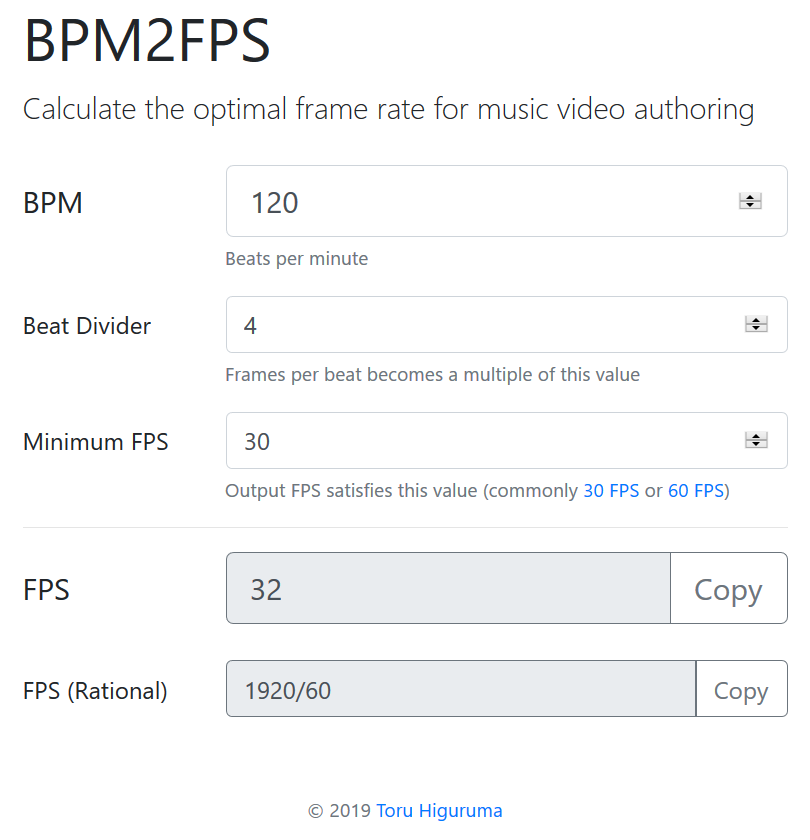 BPM2FPS
Calculate the optimal frame rate for music video authoring
BPM
120
Beats per minute
Beat Divider
4
Frames per beat becomes a multiple of this value
Minimum FPS
30
Output FPS satisfies this value (commonly 30 FPS or 60 FPS)
FPS
32
Copy
FPS (Rational)
1920/60
Copy
© 2019 Toru Higuruma